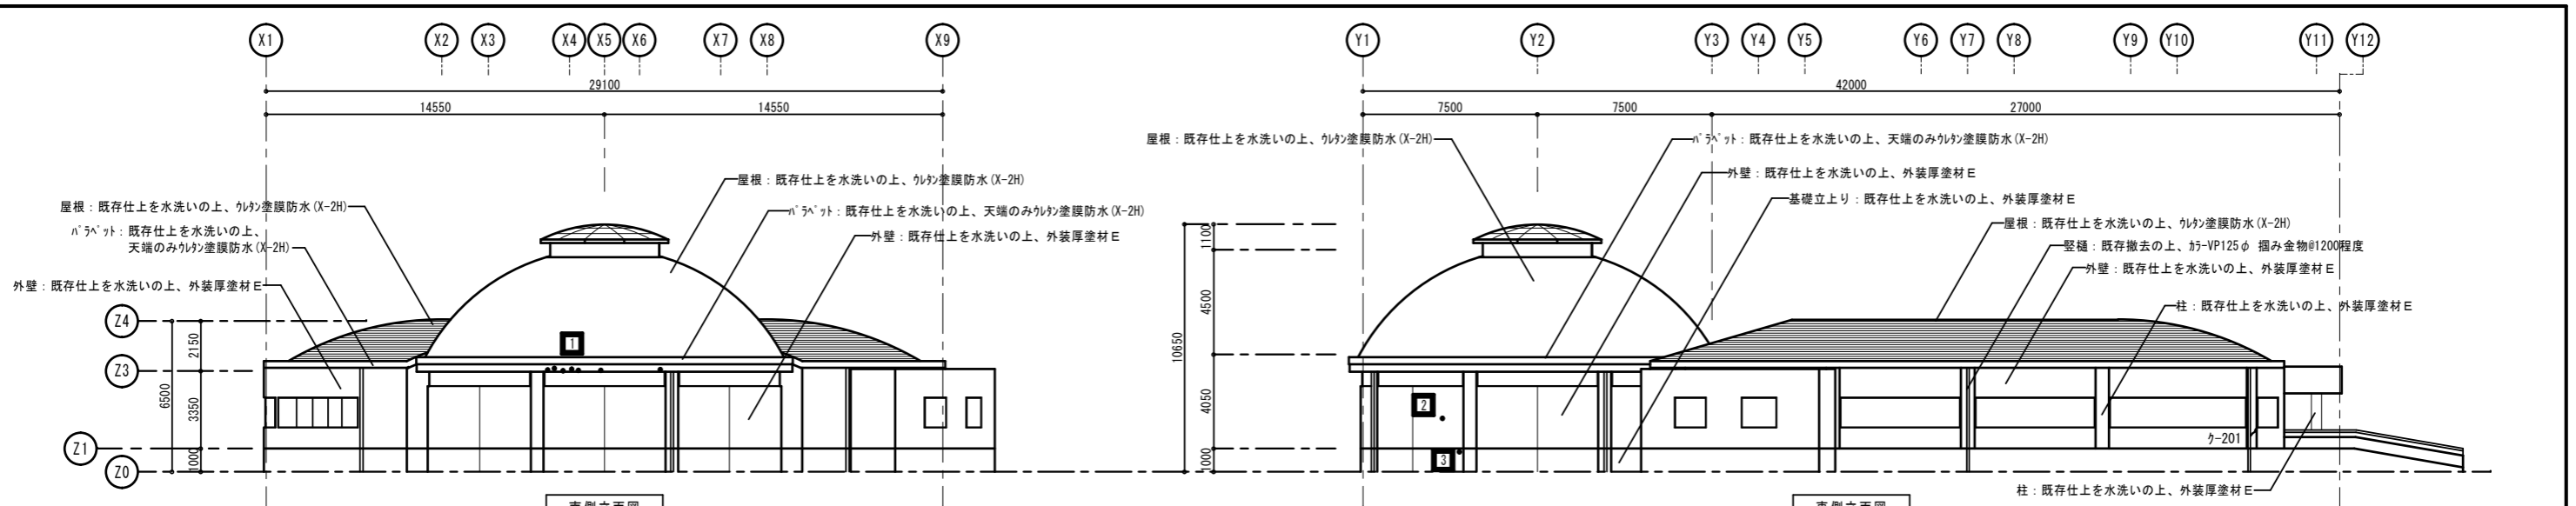 X1 X2 X3 X4 X5 X6 X7 X8 X9
29100
14550 14550
屋根：既存仕上を水洗いの上、ｳﾚﾀﾝ塗膜防水(X-2H)
屋根：既存仕上を水洗いの上、ｳﾚﾀﾝ塗膜防水(X-2H)
ﾊﾟﾗﾍﾟｯﾄ：既存仕上を水洗いの上、天端のみｳﾚﾀﾝ塗膜防水(X-2H)
ﾊﾟﾗﾍﾟｯﾄ：既存仕上を水洗いの上、
天端のみｳﾚﾀﾝ塗膜防水(X-2H)
外壁：既存仕上を水洗いの上、外装厚塗材E
外壁：既存仕上を水洗いの上、外装厚塗材E
Z4
Z3
Z1
Z0
6500
2150
3350
1000
1
Y1 Y2 Y3 Y4 Y5 Y6 Y7 Y8 Y9 Y10 Y11 Y12
42000
7500 7500 27000
屋根：既存仕上を水洗いの上、ｳﾚﾀﾝ塗膜防水(X-2H)
ﾊﾟﾗﾍﾟｯﾄ：既存仕上を水洗いの上、天端のみｳﾚﾀﾝ塗膜防水(X-2H)
外壁：既存仕上を水洗いの上、外装厚塗材E
基礎立上り：既存仕上を水洗いの上、外装厚塗材E
屋根：既存仕上を水洗いの上、ｳﾚﾀﾝ塗膜防水(X-2H)
竪樋：既存撤去の上、ｶﾗｰVP125φ 掴み金物@1200程度
外壁：既存仕上を水洗いの上、外装厚塗材E
柱：既存仕上を水洗いの上、外装厚塗材E
10650
1100
4500
4050
1000
2
3
ｸ-201
柱：既存仕上を水洗いの上、外装厚塗材E